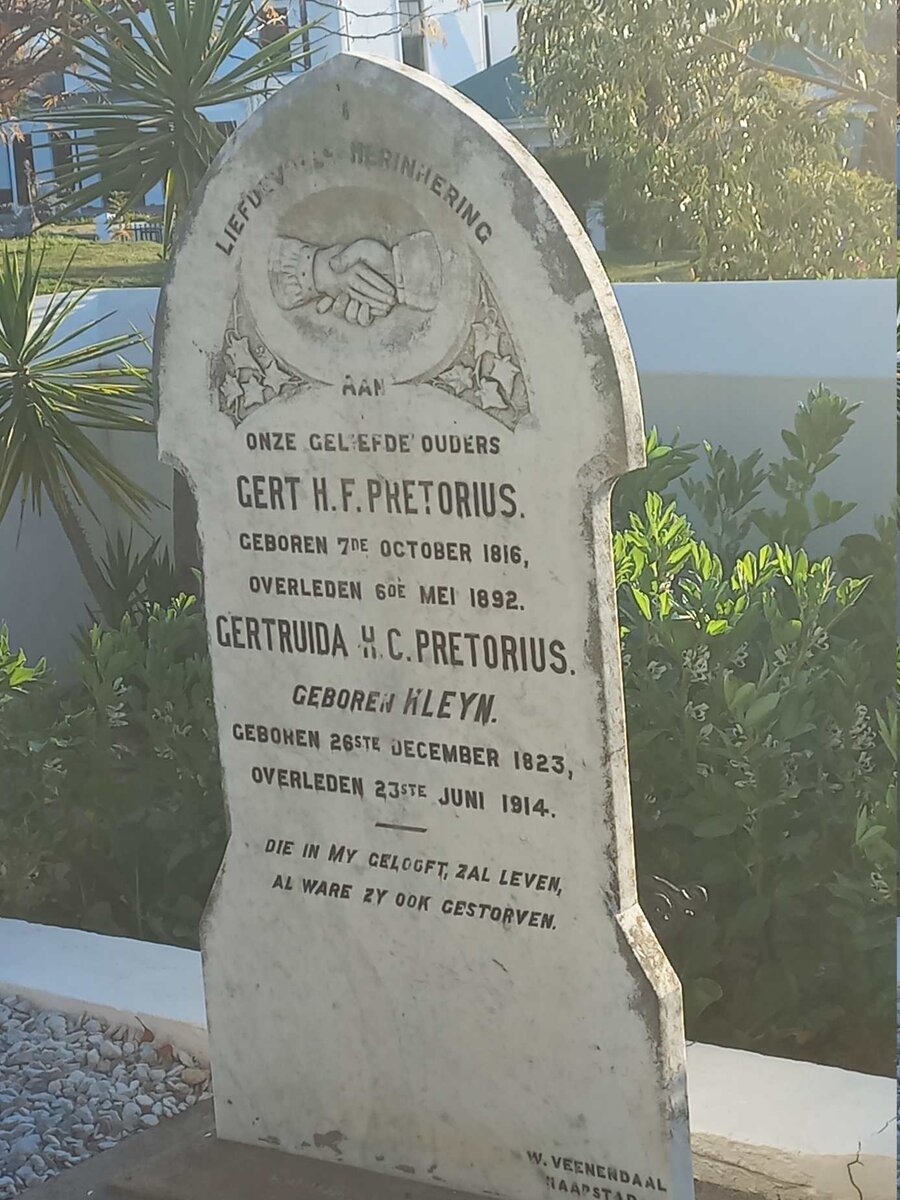 LIEFDEVOLLE HERINNERING
AAN
ONZE GELIEFDE OUDERS
GERT H.F. PRETORIUS.
GEBOREN 7DE OCTOBER 1816,
OVERLEDEN 6DE MEI 1892.
GERTRUIDA H.C. PRETORIUS.
GEBOREN KLEYN.
GEBOREN 26STE DECEMBER 1823,
OVERLEDEN 23STE JUNI 1914.
DIE IN MY GELOOFT, ZAL LEVEN,
AL WARE ZY OOK GESTORVEN.
W. VEENENDAAL
KAAPSTAD